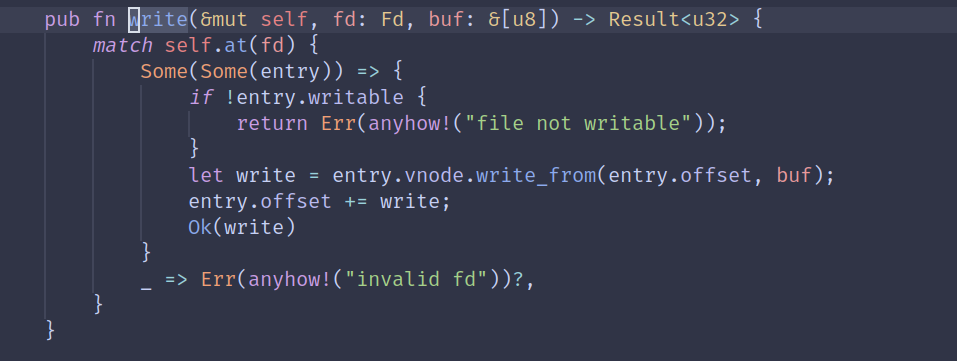 pub fn write(&mut self, fd: Fd, buf: &[u8]) -> Result<u32> {
    match self.at(fd) {
        Some(Some(entry)) => {
            if !entry.writable {
                return Err(anyhow!("file not writable"));
            }
            let write = entry.vnode.write_from(entry.offset, buf);
            entry.offset += write;
            Ok(write)
        }
        _ => Err(anyhow!("invalid fd"))?,
    }
}